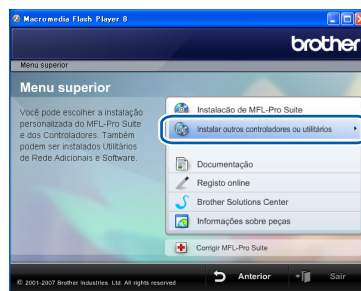 Macromedia Flash Player 8
brother
Menu superior
Menu superior
Você pode escolher a instalação
personalizada do MFL-Pro Suite
e dos Controladores. Também
podem ser instalados Utilitários
de Rede Adicionais e Software.
Instalacão de MFL-Pro Suite
Instalar outros controladores ou utilitários
Documentação
Registo online
Brother Solutions Center
Informações sobre peças
Corrigir MFL-Pro Suite
© 2001-2007 Brother Industries Ltd. All rights reserved
Anterior
Sair